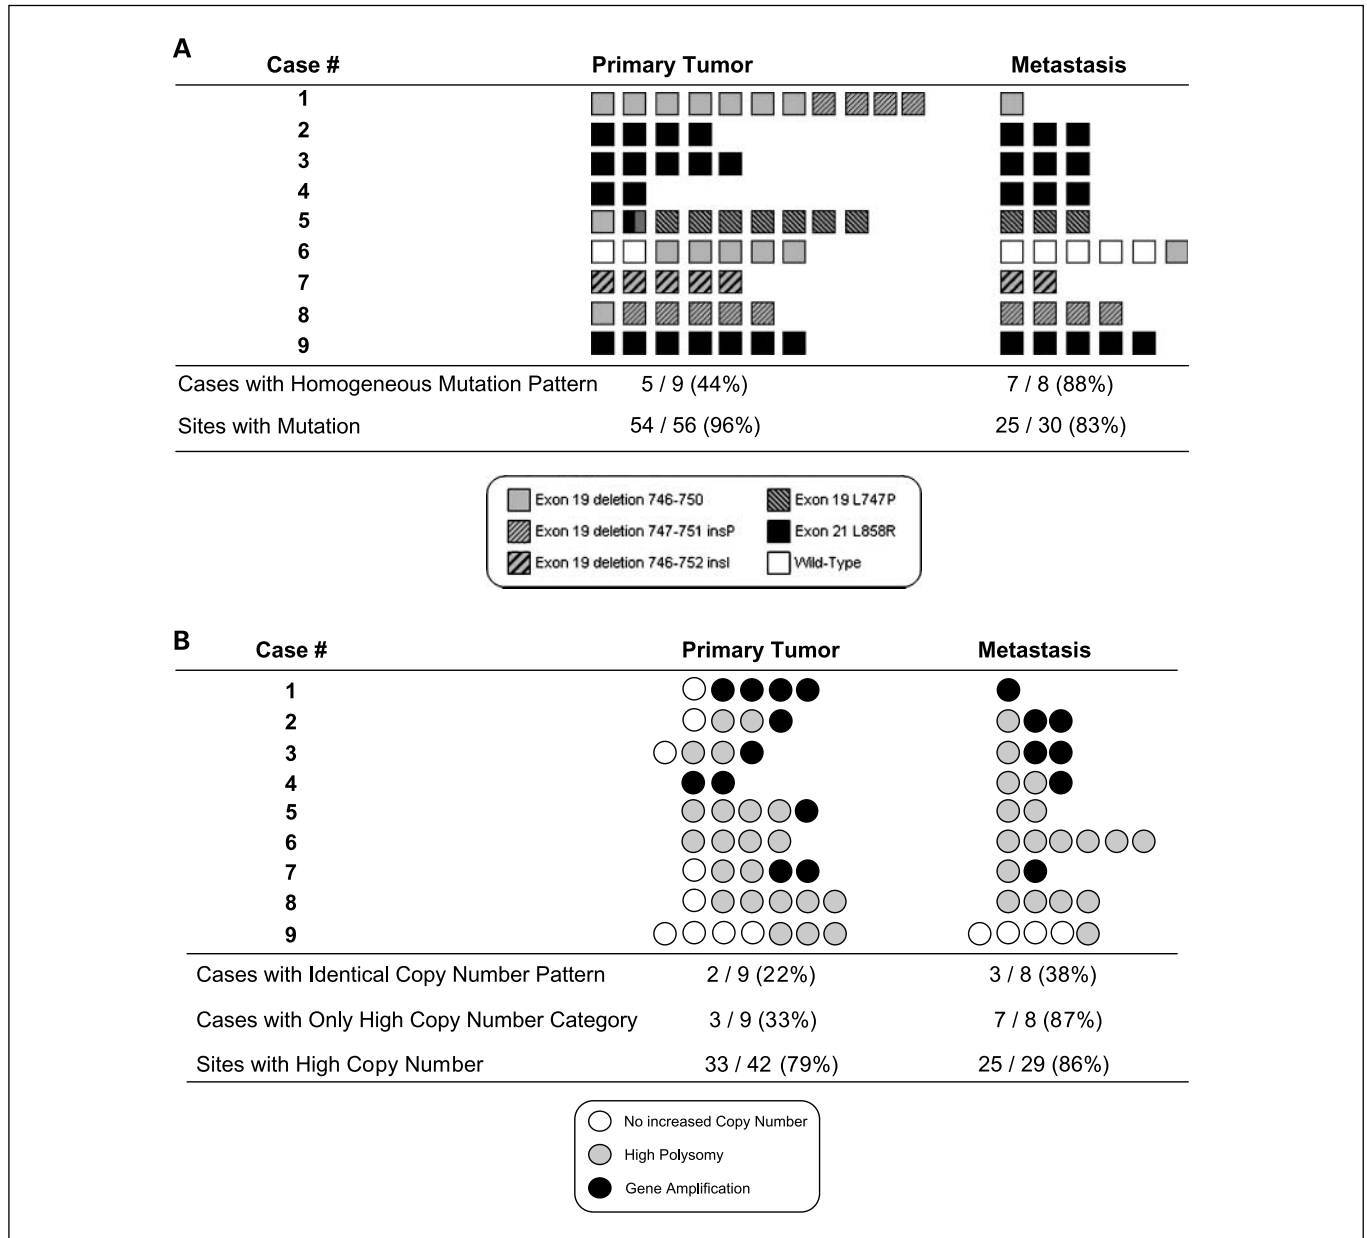 A
Case # Primary Tumor Metastasis
1
2
3
4
5
6
7
8
9
Cases with Homogeneous Mutation Pattern 5 / 9 (44%) 7 / 8 (88%)
Sites with Mutation 54 / 56 (96%) 25 / 30 (83%)
Exon 19 deletion 746-750 Exon 19 L747P
Exon 19 deletion 747-751 insP Exon 21 L858R
Exon 19 deletion 746-752 insI Wild-Type
B
Case # Primary Tumor Metastasis
1
2
3
4
5
6
7
8
9
Cases with Identical Copy Number Pattern 2 / 9 (22%) 3 / 8 (38%)
Cases with Only High Copy Number Category 3 / 9 (33%) 7 / 8 (87%)
Sites with High Copy Number 33 / 42 (79%) 25 / 29 (86%)
No increased Copy Number
High Polysomy
Gene Amplification